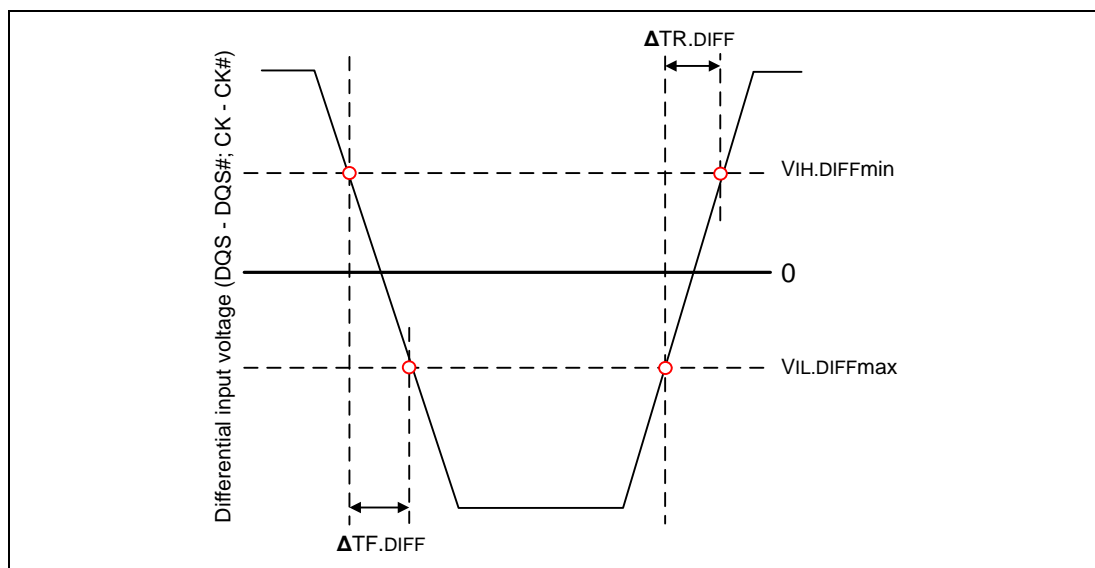 Differential input voltage (DQS - DQS#; CK - CK#)
ΔTR.DIFF
VIH.DIFFmin
0
VIL.DIFFmax
ΔTF.DIFF